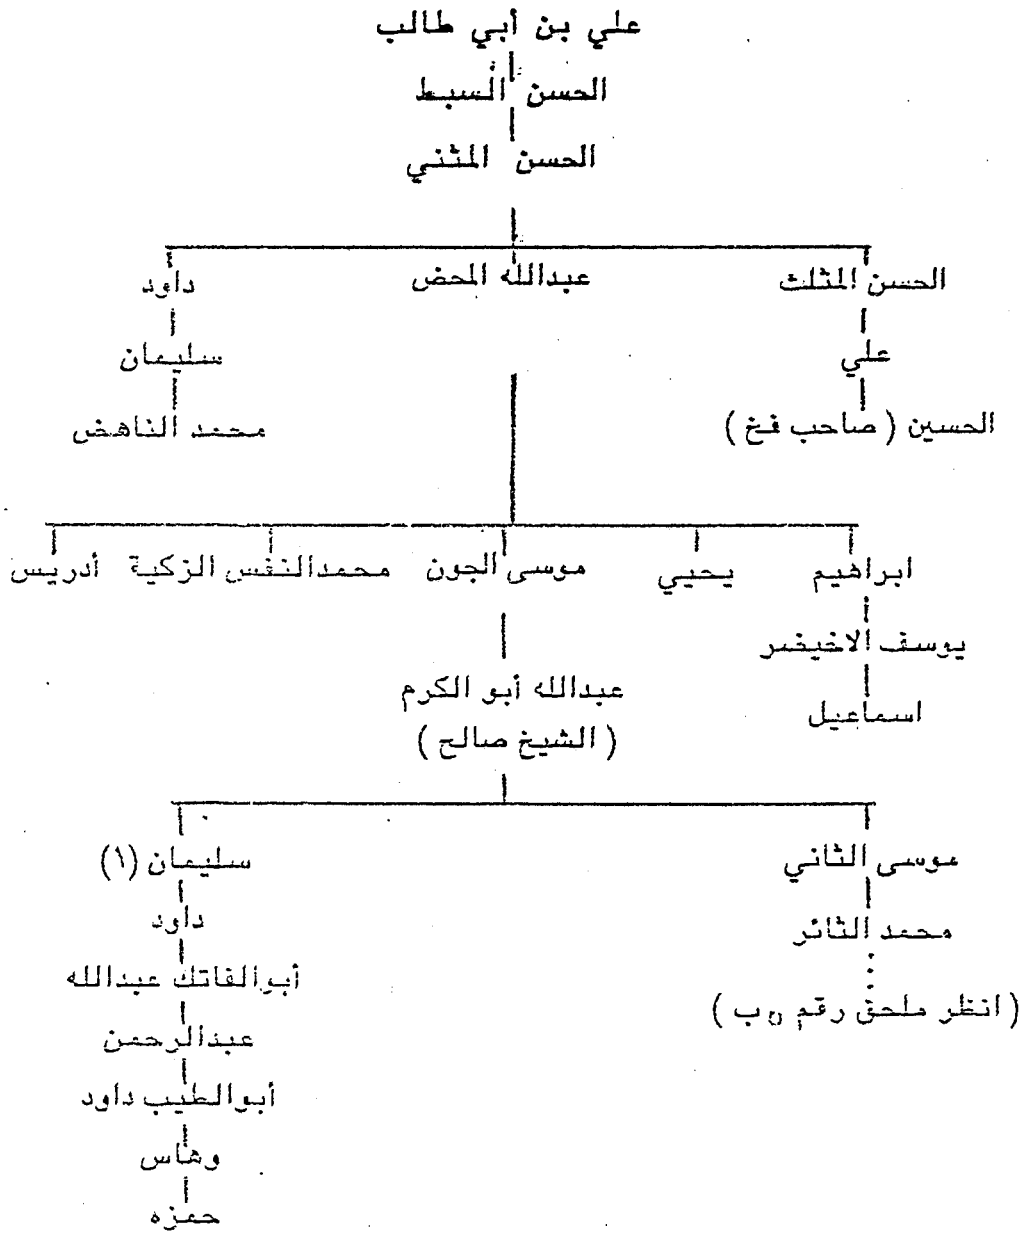 علي بن أبي طالب
الحسن السبط
الحسن المثني
الحسن المثلث
عبدالله المحض
داود
علي
سليمان
الحسين (صاحب فخ)
محمد الناهض
ابراهيم
يحيي
موسى الجون
محمدالنفس الزكية
أدريس
يوسف الاخيضر
اسماعيل
عبدالله أبو الكرم
(الشيخ صالح)
موسى الثاني
سليمان (١)
محمد الثائر
داود
أبوالفاتك عبدالله
(انظر ملحق رقم ب)
عبدالرحمن
أبوالطيب داود
وهاس
حمزه